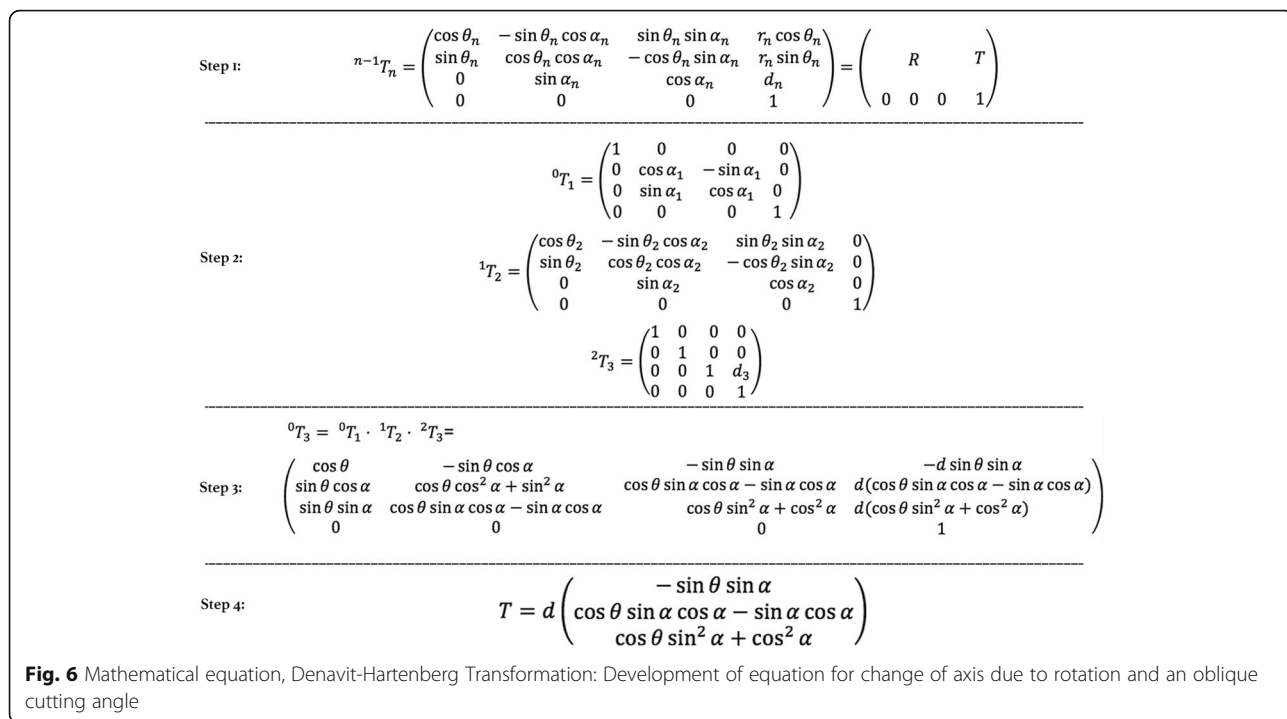 Step 1: ⁿ⁻¹Tₙ = ( cos θₙ  − sin θₙ cos αₙ  sin θₙ sin αₙ  rₙ cos θₙ
sin θₙ  cos θₙ cos αₙ  − cos θₙ sin αₙ  rₙ sin θₙ
0  sin αₙ  cos αₙ  dₙ
0  0  0  1 ) = ( R  T
0  0  0  1 )
⁰T₁ = ( 1  0  0  0
0  cos α₁  − sin α₁  0
0  sin α₁  cos α₁  0
0  0  0  1 )
Step 2: ¹T₂ = ( cos θ₂  − sin θ₂ cos α₂  sin θ₂ sin α₂  0
sin θ₂  cos θ₂ cos α₂  − cos θ₂ sin α₂  0
0  sin α₂  cos α₂  0
0  0  0  1 )
²T₃ = ( 1  0  0  0
0  1  0  0
0  0  1  d₃
0  0  0  1 )
⁰T₃ = ⁰T₁ · ¹T₂ · ²T₃=
Step 3: ( cos θ  − sin θ cos α  − sin θ sin α  −d sin θ sin α
sin θ cos α  cos θ cos² α + sin² α  cos θ sin α cos α − sin α cos α  d(cos θ sin α cos α − sin α cos α)
sin θ sin α  cos θ sin α cos α − sin α cos α  cos θ sin² α + cos² α  d(cos θ sin² α + cos² α)
0  0  0  1 )
Step 4: T = d ( − sin θ sin α
cos θ sin α cos α − sin α cos α
cos θ sin² α + cos² α )
Fig. 6 Mathematical equation, Denavit-Hartenberg Transformation: Development of equation for change of axis due to rotation and an oblique
cutting angle